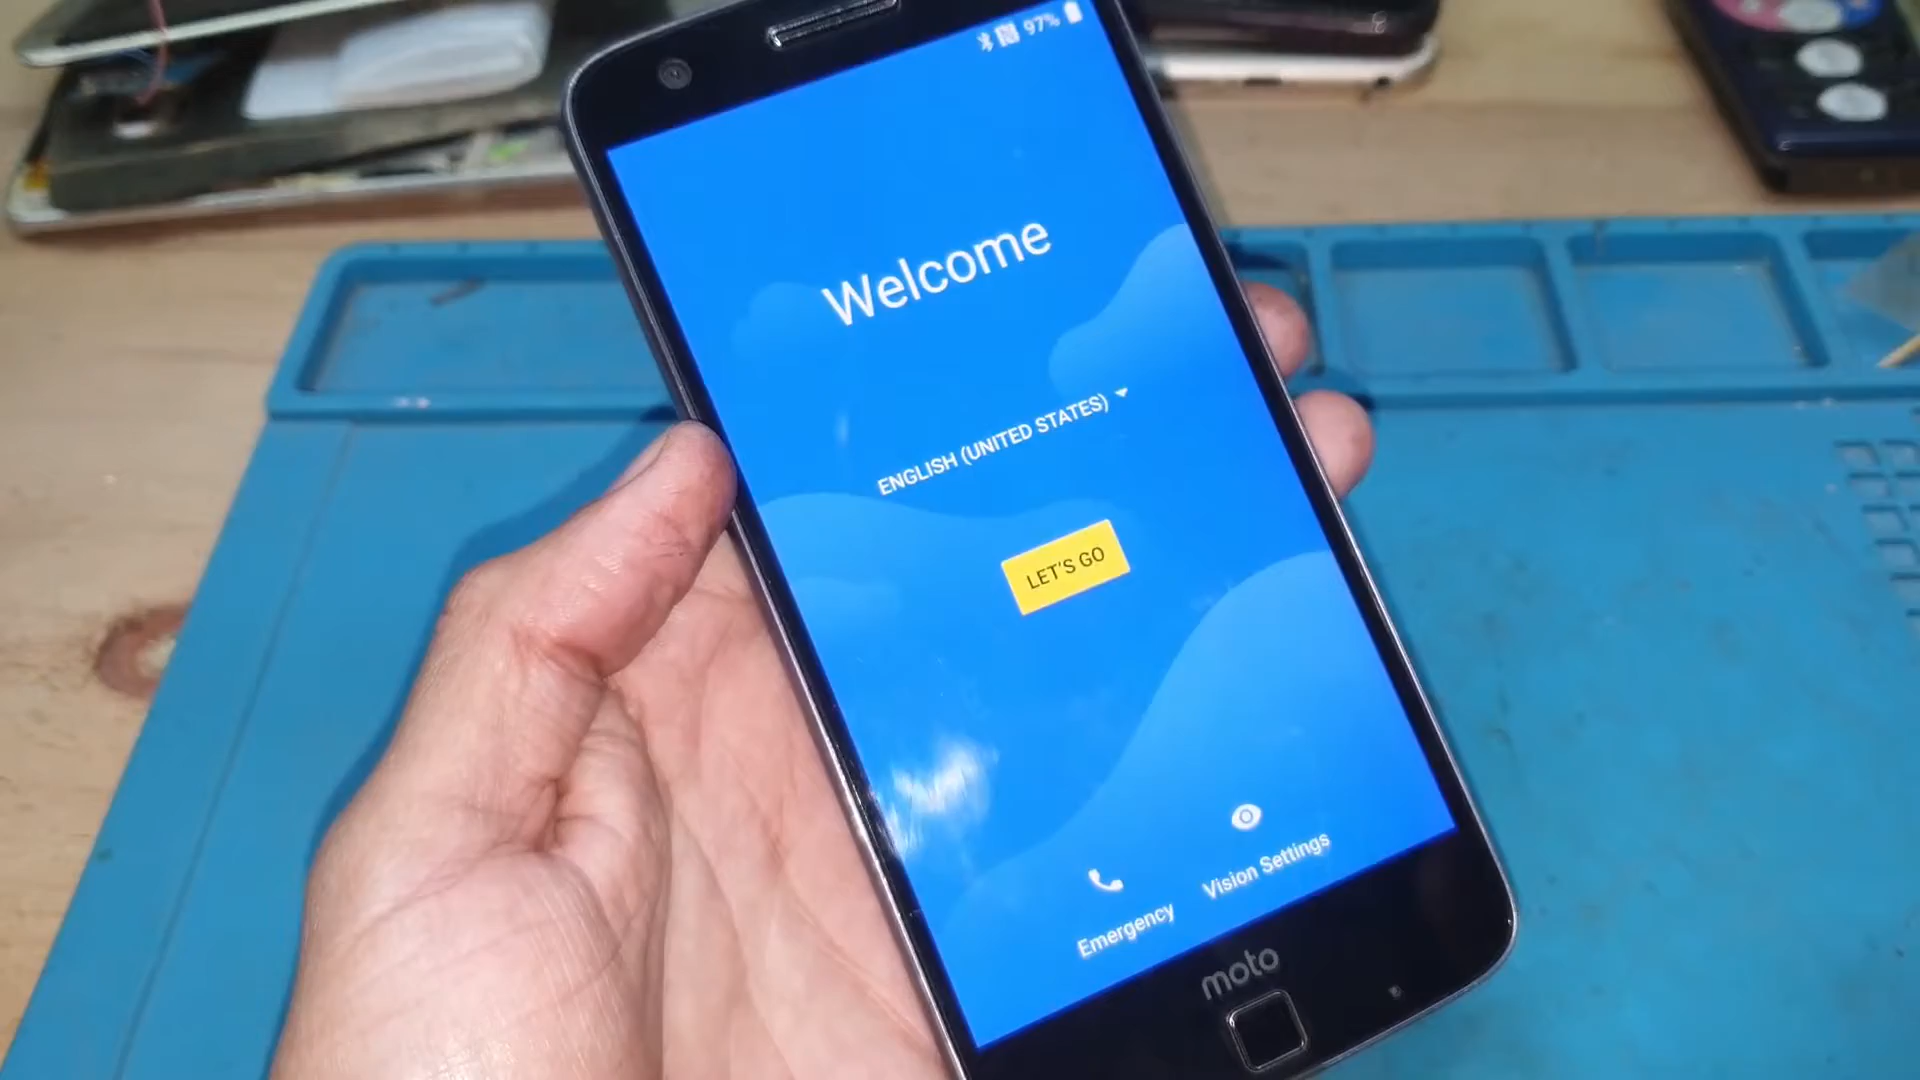 97%
Welcome
ENGLISH (UNITED STATES)
LET'S GO
Emergency
Vision Settings
moto